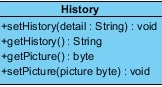 History
+setHistory(detail : String) : void
+getHistory() : String
+getPicture() : byte
+setPicture(picture byte) : void